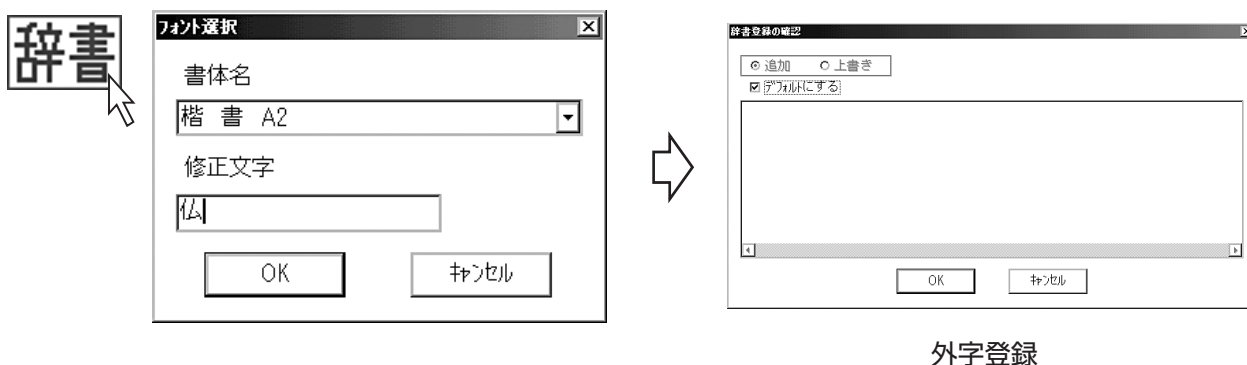 辞書
フォント選択
書体名
楷 書 A2
修正文字
仏
OK
キャンセル
辞書登録の確認
追加 上書き
デフォルトにする
OK
キャンセル
外字登録